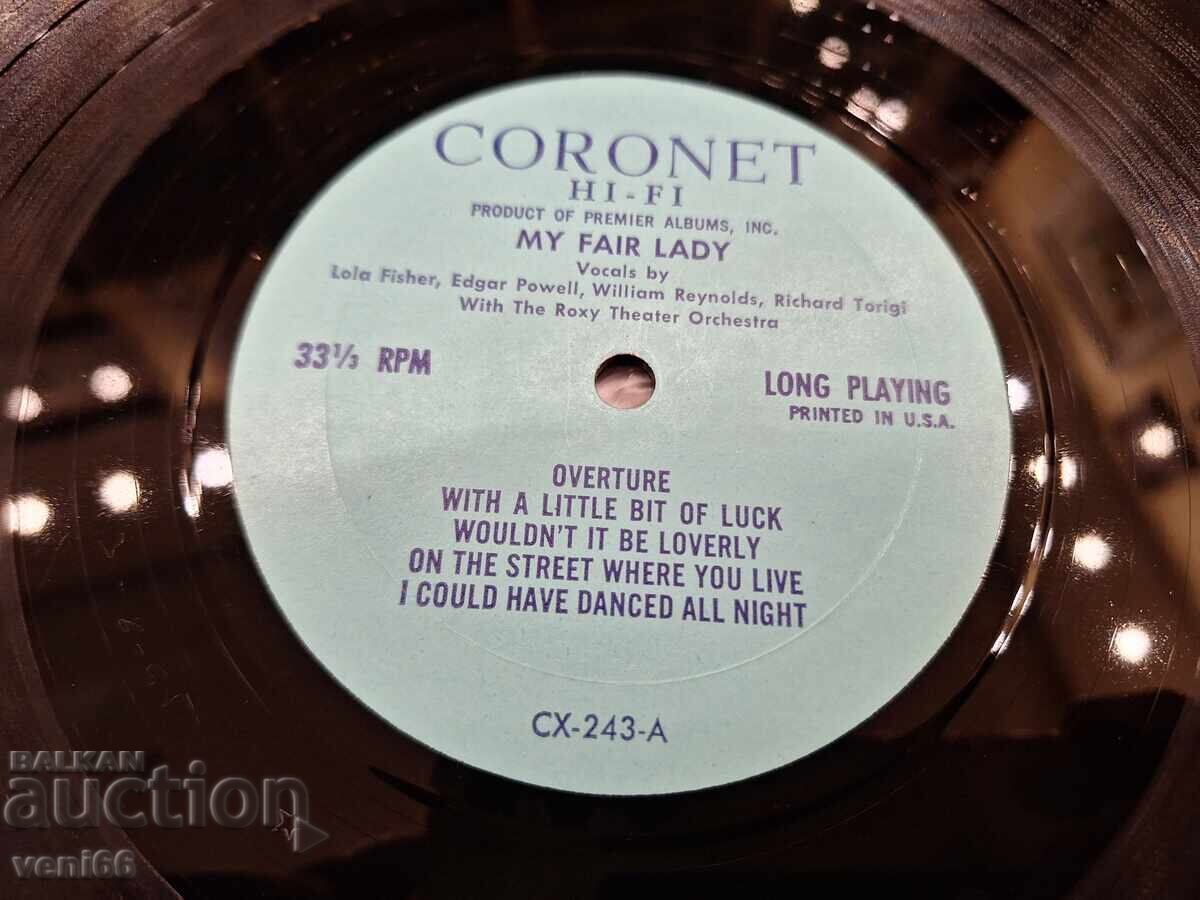 CORONET
HI-FI
PRODUCT OF PREMIER ALBUMS, INC.
MY FAIR LADY
Vocals by
Lola Fisher, Edgar Powell, William Reynolds, Richard Torigi
With The Roxy Theater Orchestra
33⅓ RPM
LONG PLAYING
PRINTED IN U.S.A.
OVERTURE
WITH A LITTLE BIT OF LUCK
WOULDN'T IT BE LOVERLY
ON THE STREET WHERE YOU LIVE
I COULD HAVE DANCED ALL NIGHT
CX-243-A
BALKAN
auction
veni66